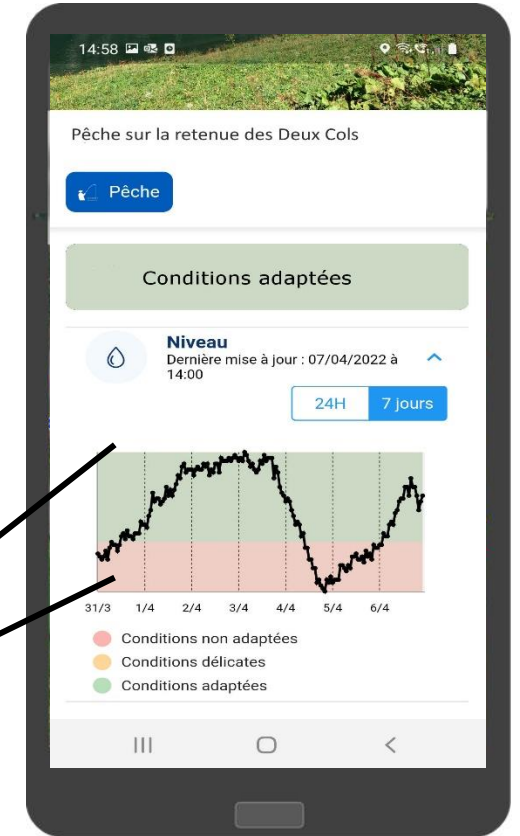 14:58
Pêche sur la retenue des Deux Cols
Pêche
Conditions adaptées
Niveau
Dernière mise à jour : 07/04/2022 à
14:00
24H 7 jours
31/3 1/4 2/4 3/4 4/4 5/4 6/4
Conditions non adaptées
Conditions délicates
Conditions adaptées